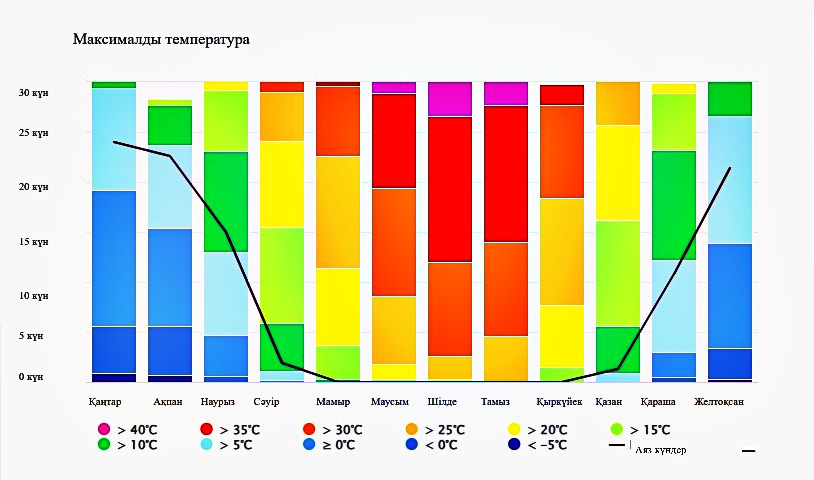 Максималды температура
30 күн
25 күн
20 күн
15 күн
10 күн
5 күн
0 күн
Қаңтар Ақпан Наурыз Сәуір Мамыр Маусым Шілде Тамыз Қыркүйек Қазан Қараша Желтоқсан
> 40°C > 35°C > 30°C > 25°C > 20°C > 15°C
> 10°C > 5°C ≥ 0°C < 0°C < -5°C Аяз күндер